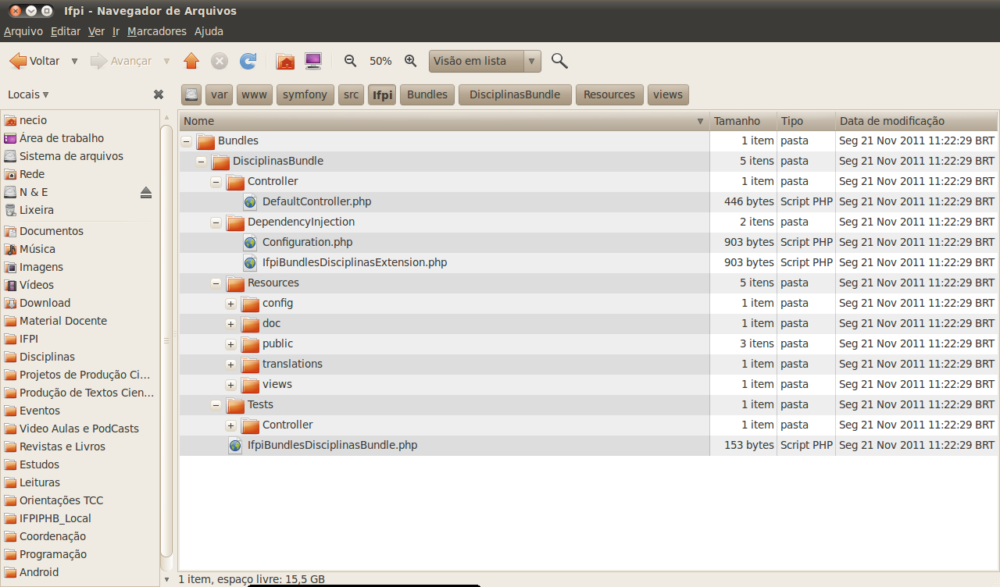 Ifpi - Navegador de Arquivos
Arquivo Editar Ver Ir Marcadores Ajuda
Voltar Avançar 50% Visão em lista
Locais var www symfony src Ifpi Bundles DisciplinasBundle Resources views
necio
Área de trabalho
Sistema de arquivos
Rede
N & E
Lixeira
Documentos
Música
Imagens
Vídeos
Download
Material Docente
IFPI
Disciplinas
Projetos de Produção Ci...
Produção de Textos Cien...
Eventos
Video Aulas e PodCasts
Revistas e Livros
Estudos
Leituras
Orientações TCC
IFPIPHB_Local
Coordenação
Programação
Android
Nome Tamanho Tipo Data de modificação
Bundles 1 item pasta Seg 21 Nov 2011 11:22:29 BRT
DisciplinasBundle 5 itens pasta Seg 21 Nov 2011 11:22:29 BRT
Controller 1 item pasta Seg 21 Nov 2011 11:22:29 BRT
DefaultController.php 446 bytes Script PHP Seg 21 Nov 2011 11:22:29 BRT
DependencyInjection 2 itens pasta Seg 21 Nov 2011 11:22:29 BRT
Configuration.php 903 bytes Script PHP Seg 21 Nov 2011 11:22:29 BRT
IfpiBundlesDisciplinasExtension.php 903 bytes Script PHP Seg 21 Nov 2011 11:22:29 BRT
Resources 5 itens pasta Seg 21 Nov 2011 11:22:29 BRT
config 1 item pasta Seg 21 Nov 2011 11:22:29 BRT
doc 1 item pasta Seg 21 Nov 2011 11:22:29 BRT
public 3 itens pasta Seg 21 Nov 2011 11:22:29 BRT
translations 1 item pasta Seg 21 Nov 2011 11:22:29 BRT
views 1 item pasta Seg 21 Nov 2011 11:22:29 BRT
Tests 1 item pasta Seg 21 Nov 2011 11:22:29 BRT
Controller 1 item pasta Seg 21 Nov 2011 11:22:29 BRT
IfpiBundlesDisciplinasBundle.php 153 bytes Script PHP Seg 21 Nov 2011 11:22:29 BRT
1 item, espaço livre: 15,5 GB